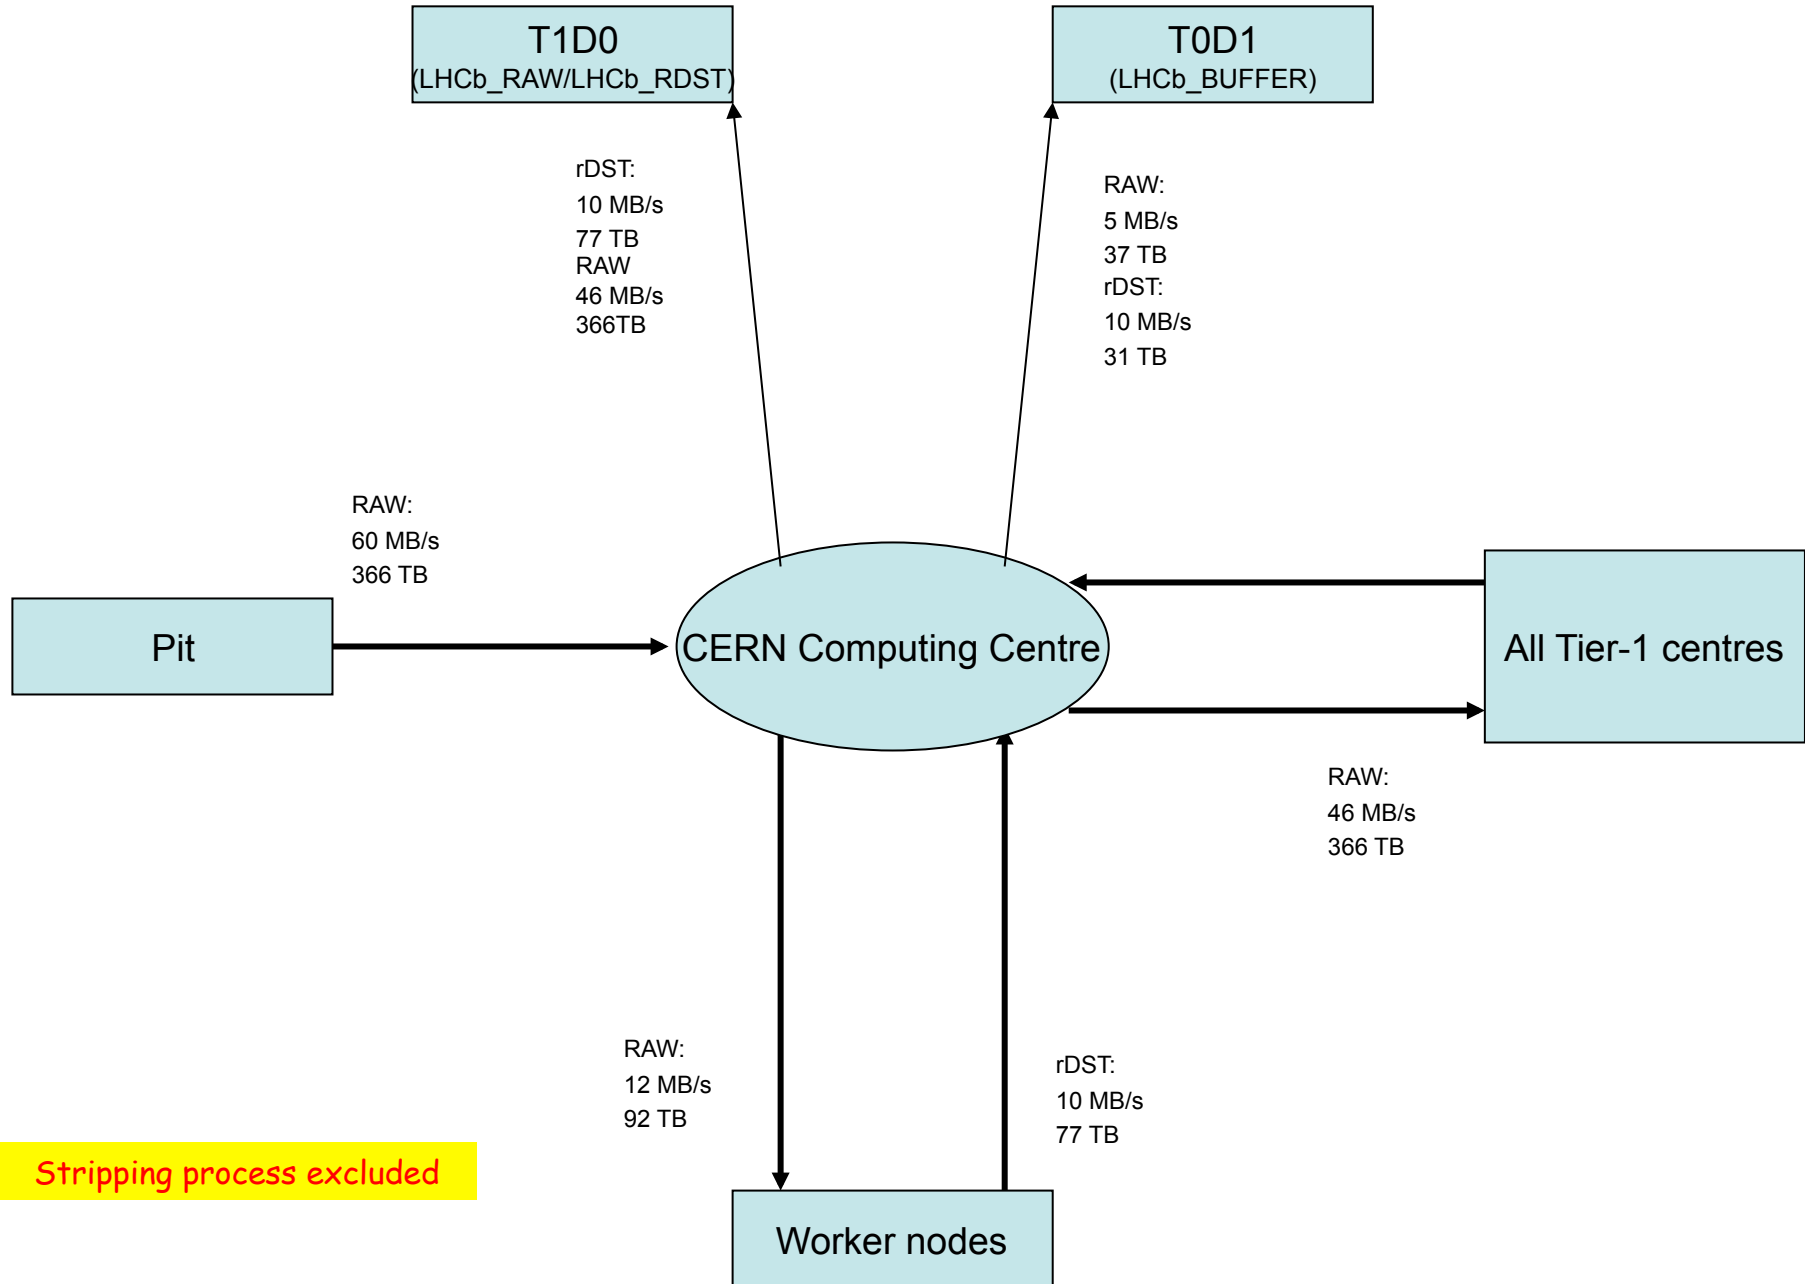 T1D0
(LHCb_RAW/LHCb_RDST)
T0D1
(LHCb_BUFFER)
rDST:
10 MB/s
77 TB
RAW
46 MB/s
366TB
RAW:
5 MB/s
37 TB
rDST:
10 MB/s
31 TB
RAW:
60 MB/s
366 TB
Pit
CERN Computing Centre
All Tier-1 centres
RAW:
46 MB/s
366 TB
RAW:
12 MB/s
92 TB
rDST:
10 MB/s
77 TB
Stripping process excluded
Worker nodes